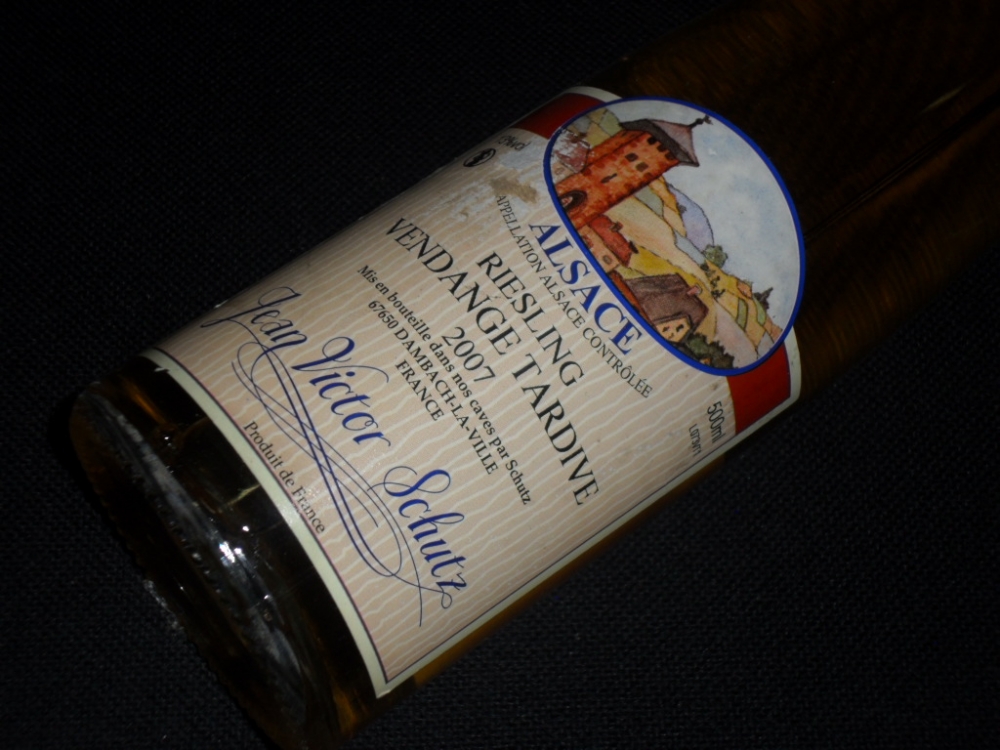 ALSACE
APPELLATION ALSACE CONTRÔLÉE
RIESLING
VENDANGE TARDIVE
2007
Mis en bouteille dans nos caves par Schutz
67650 DAMBACH-LA-VILLE
FRANCE
500ml
Jean Victor Schutz
Produit de France